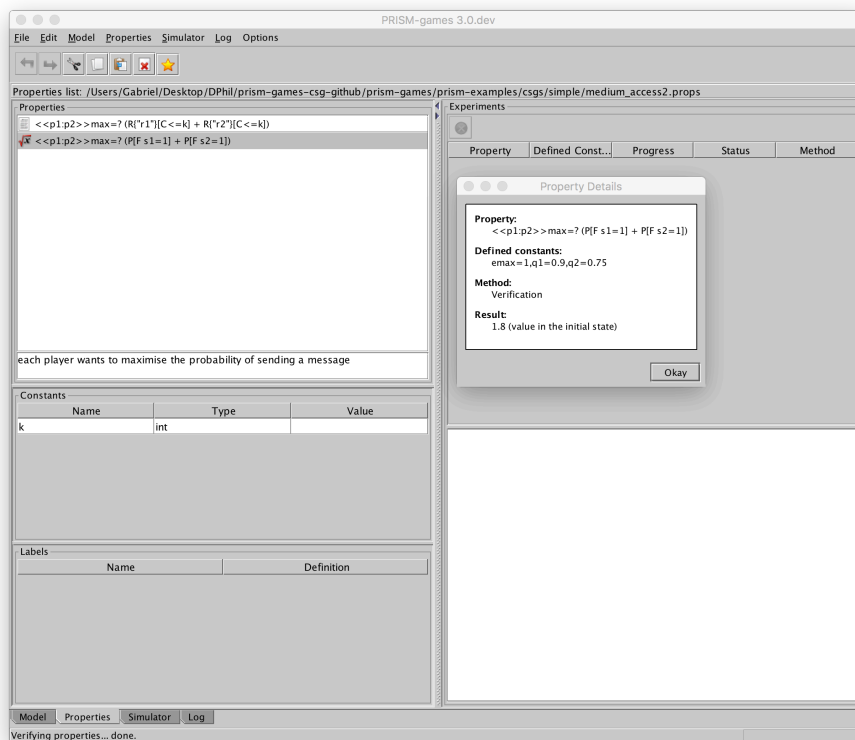 PRISM-games 3.0.dev
File Edit Model Properties Simulator Log Options
Properties list: /Users/Gabriel/Desktop/DPhil/prism-games-csg-github/prism-games/prism-examples/csgs/simple/medium_access2.props
Properties
<<p1:p2>>max=? (R{"r1"}[C<=k] + R{"r2"}[C<=k])
<<p1:p2>>max=? (P[F s1=1] + P[F s2=1])
each player wants to maximise the probability of sending a message
Constants
Name Type Value
k int
Labels
Name Definition
Experiments
Property Defined Const... Progress Status Method
Property Details
Property:
<<p1:p2>>max=? (P[F s1=1] + P[F s2=1])
Defined constants:
emax=1,q1=0.9,q2=0.75
Method:
Verification
Result:
1.8 (value in the initial state)
Okay
Model Properties Simulator Log
Verifying properties... done.